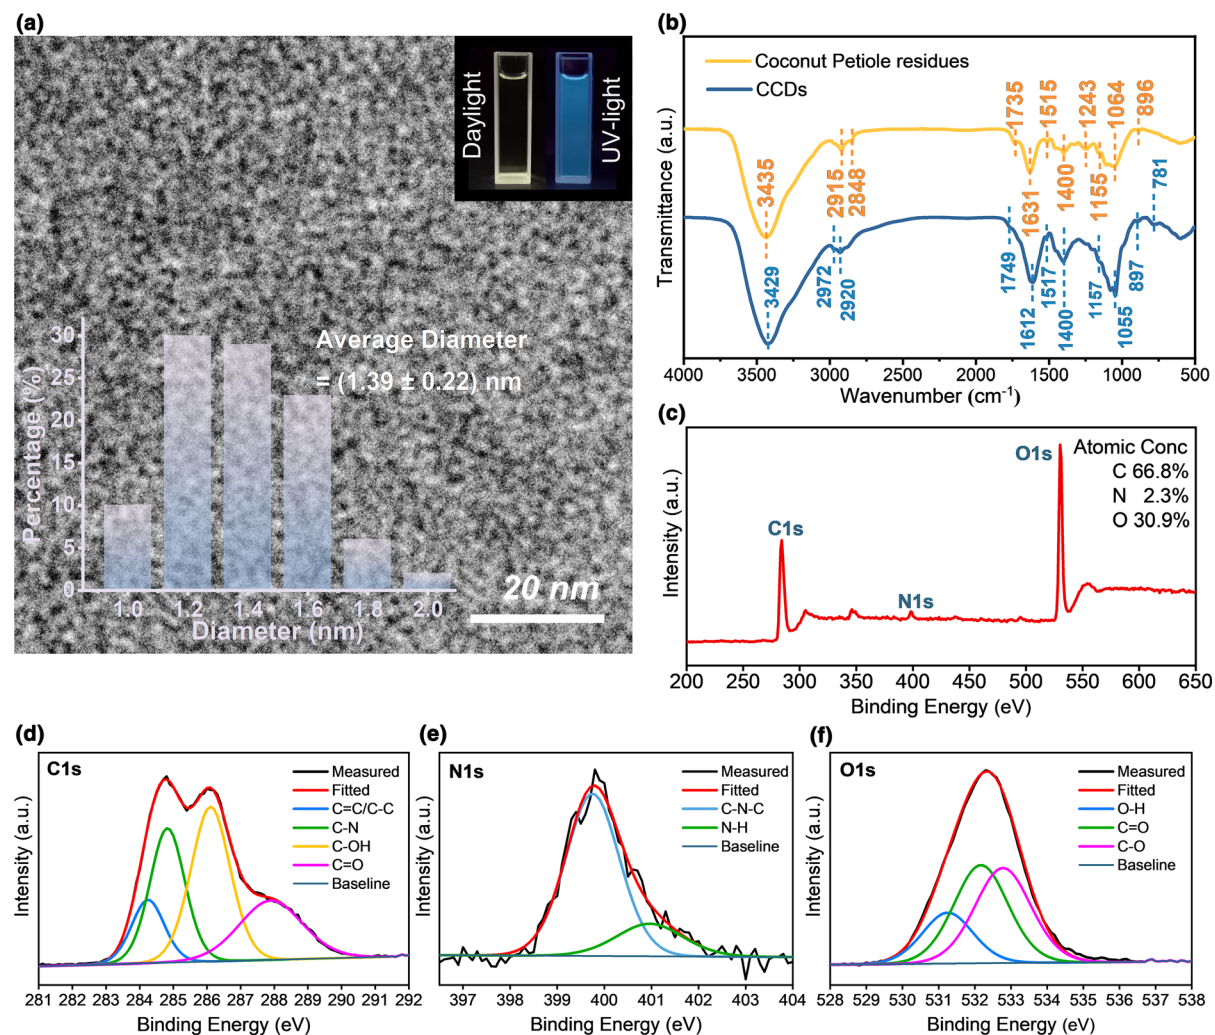 (a)
Daylight
UV-light
Average Diameter
= (1.39 ± 0.22) nm
Percentage (%)
30
25
20
15
10
5
0
1.0 1.2 1.4 1.6 1.8 2.0
Diameter (nm)
20 nm
(b)
Coconut Petiole residues
CCDs
Transmittance (a.u.)
3435
2915
2848
1735
1631
1515
1400
1243
1155
1064
896
781
3429
2972
2920
1749
1612
1517
1400
1157
1055
897
4000 3500 3000 2500 2000 1500 1000 500
Wavenumber (cm⁻¹)
(c)
Intensity (a.u.)
C1s
N1s
O1s
Atomic Conc
C 66.8%
N 2.3%
O 30.9%
200 250 300 350 400 450 500 550 600 650
Binding Energy (eV)
(d)
C1s
Intensity (a.u.)
Measured
Fitted
C=C/C-C
C-N
C-OH
C=O
Baseline
281 282 283 284 285 286 287 288 289 290 291 292
Binding Energy (eV)
(e)
N1s
Intensity (a.u.)
Measured
Fitted
C-N-C
N-H
Baseline
397 398 399 400 401 402 403 404
Binding Energy (eV)
(f)
O1s
Intensity (a.u.)
Measured
Fitted
O-H
C=O
C-O
Baseline
528 529 530 531 532 533 534 535 536 537 538
Binding Energy (eV)